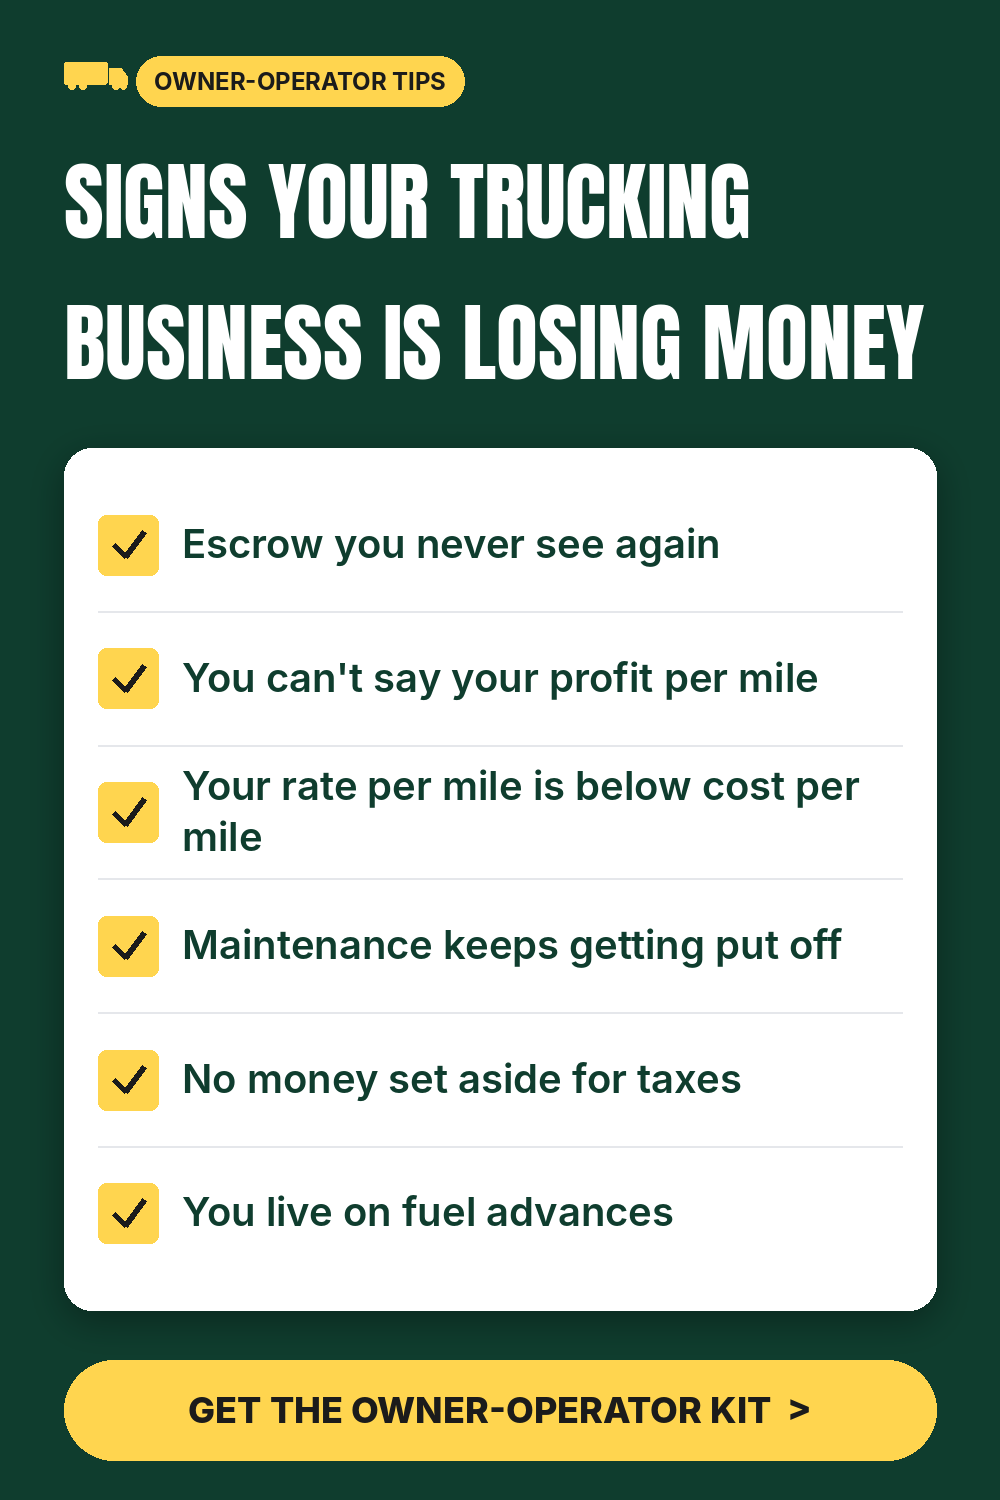 OWNER-OPERATOR TIPS
SIGNS YOUR TRUCKING
BUSINESS IS LOSING MONEY
Escrow you never see again
You can't say your profit per mile
Your rate per mile is below cost per
mile
Maintenance keeps getting put off
No money set aside for taxes
You live on fuel advances
GET THE OWNER-OPERATOR KIT >